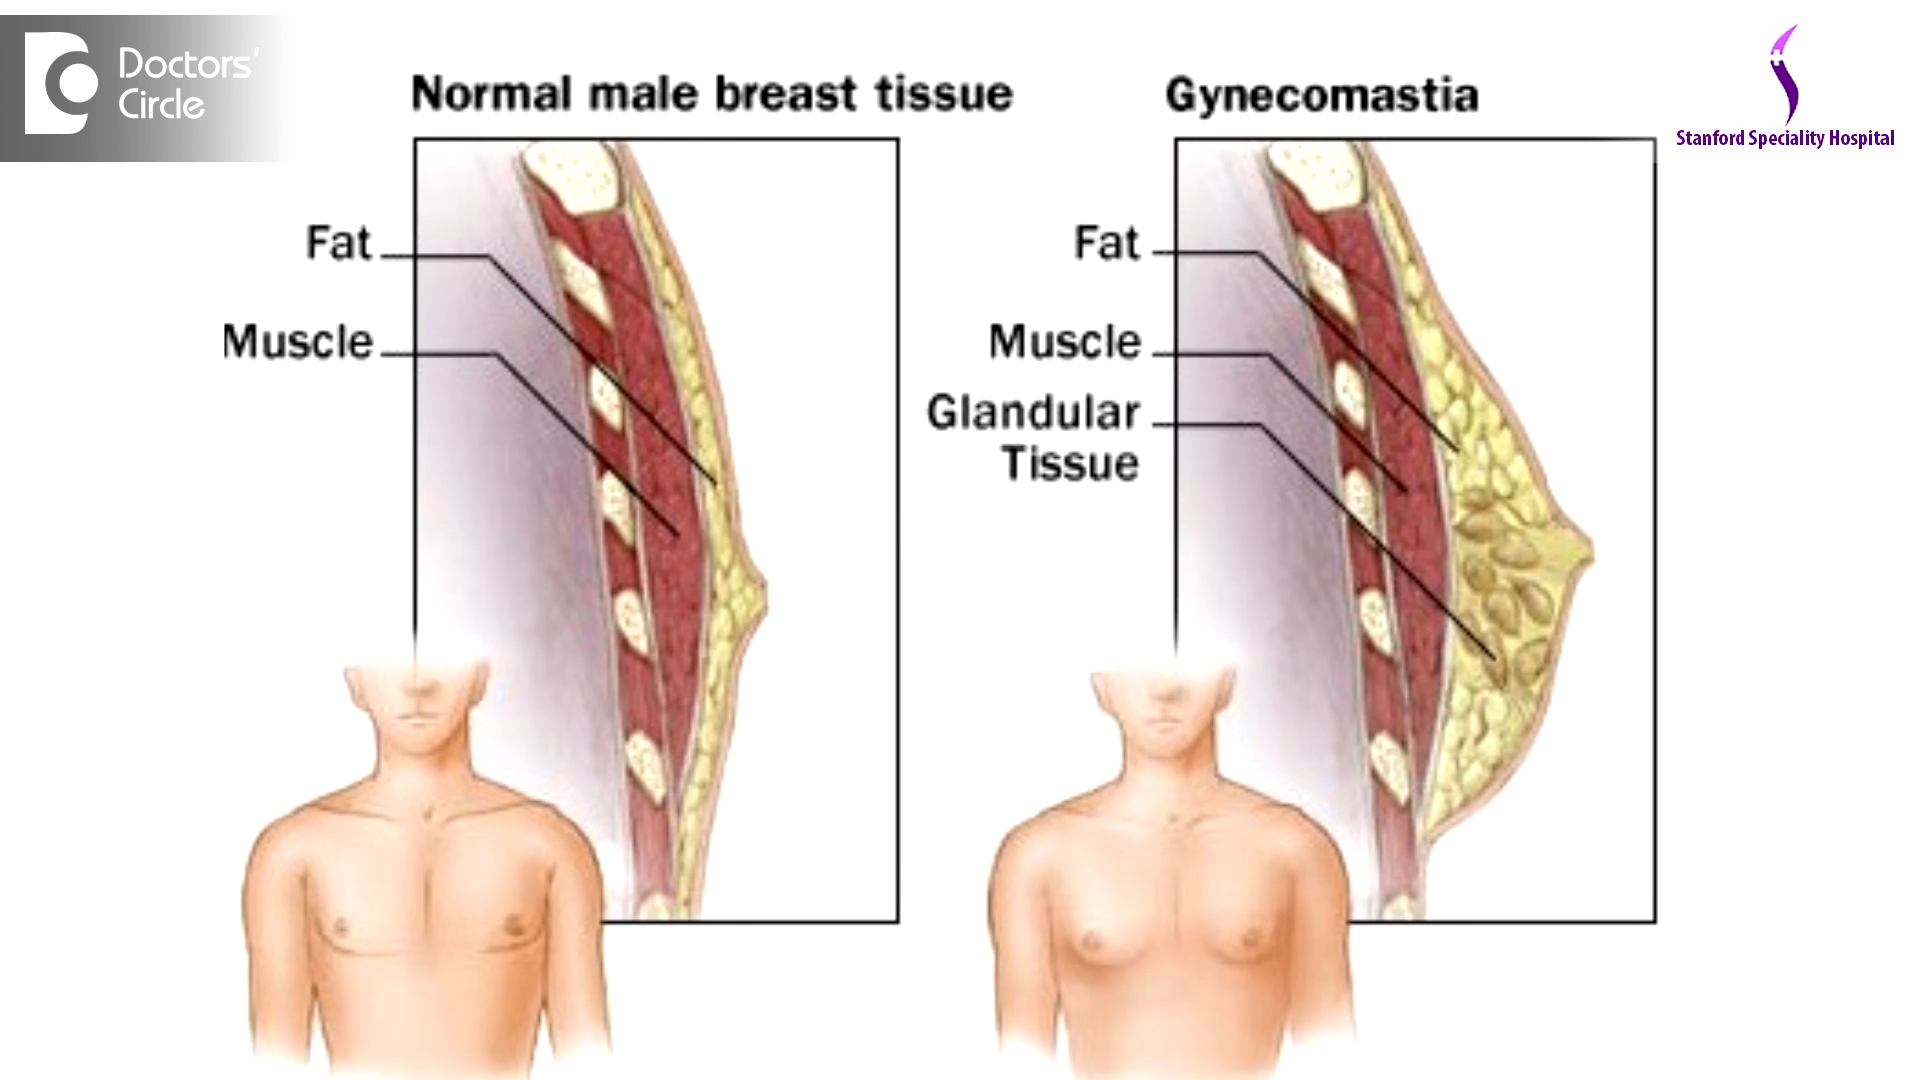 Doctors'
Circle
Normal male breast tissue
Gynecomastia
Stanford Speciality Hospital
Fat
Muscle
Fat
Muscle
Glandular
Tissue